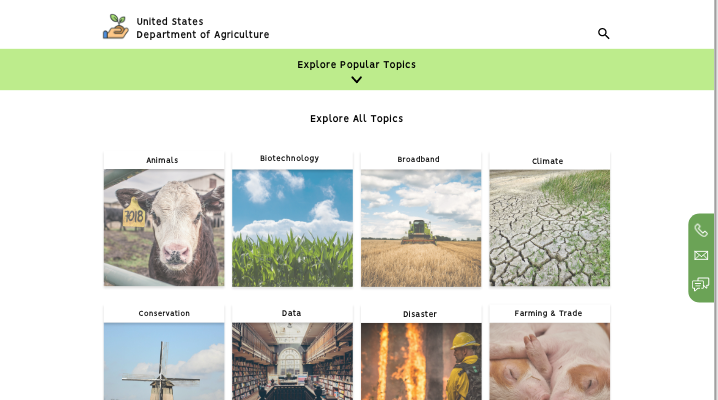 United States
Department of Agriculture
Explore Popular Topics
Explore All Topics
Animals
Biotechnology
Broadband
Climate
7018
Conservation
Data
Disaster
Farming & Trade